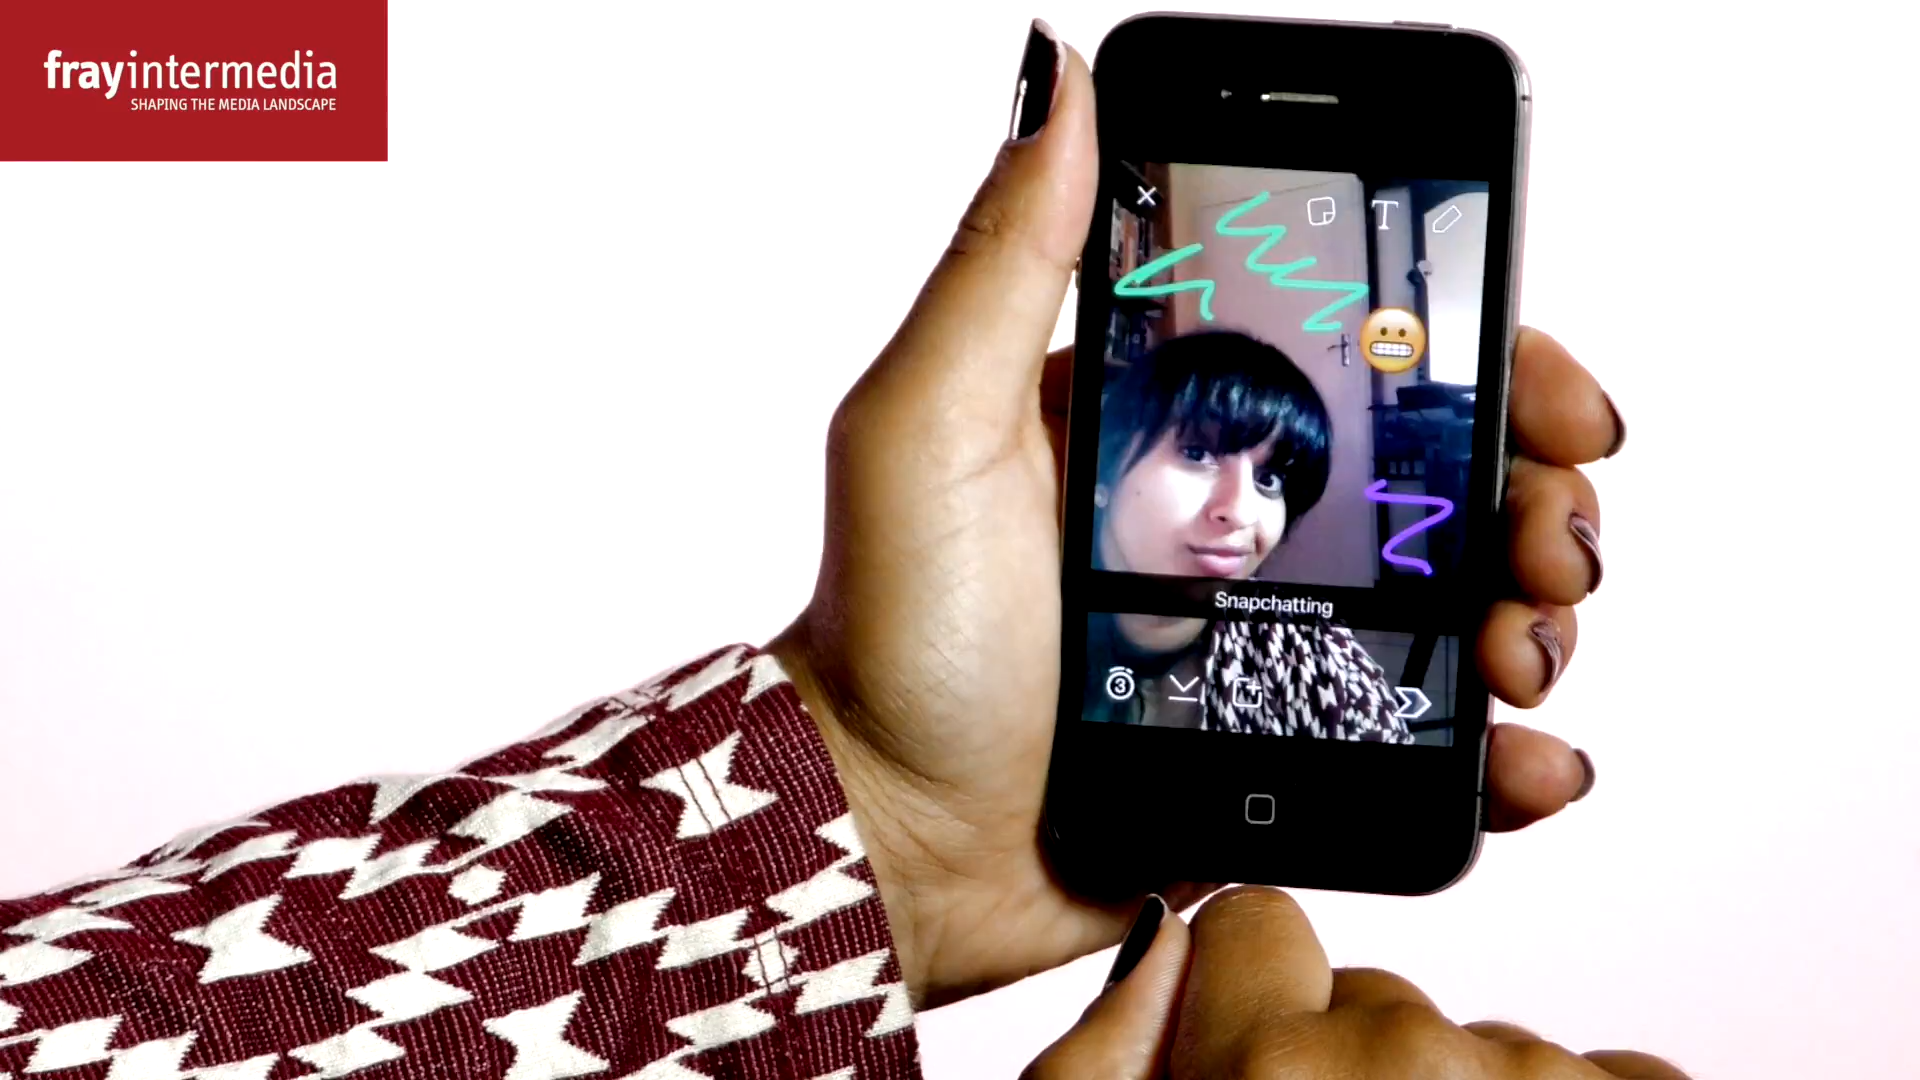 frayintermedia
SHAPING THE MEDIA LANDSCAPE
T
Snapchatting
3